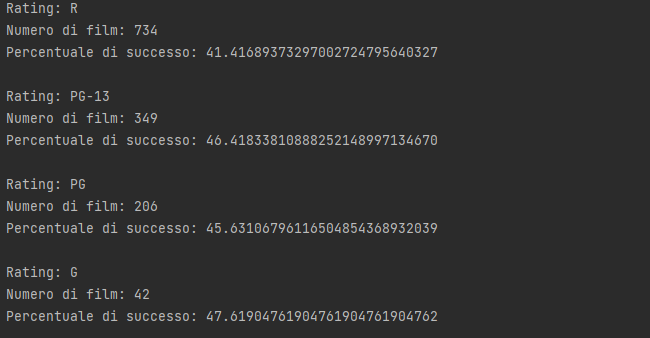 Rating: R
Numero di film: 734
Percentuale di successo: 41.41689373297002724795640327
Rating: PG-13
Numero di film: 349
Percentuale di successo: 46.41833810888252148997134670
Rating: PG
Numero di film: 206
Percentuale di successo: 45.63106796116504854368932039
Rating: G
Numero di film: 42
Percentuale di successo: 47.61904761904761904761904762